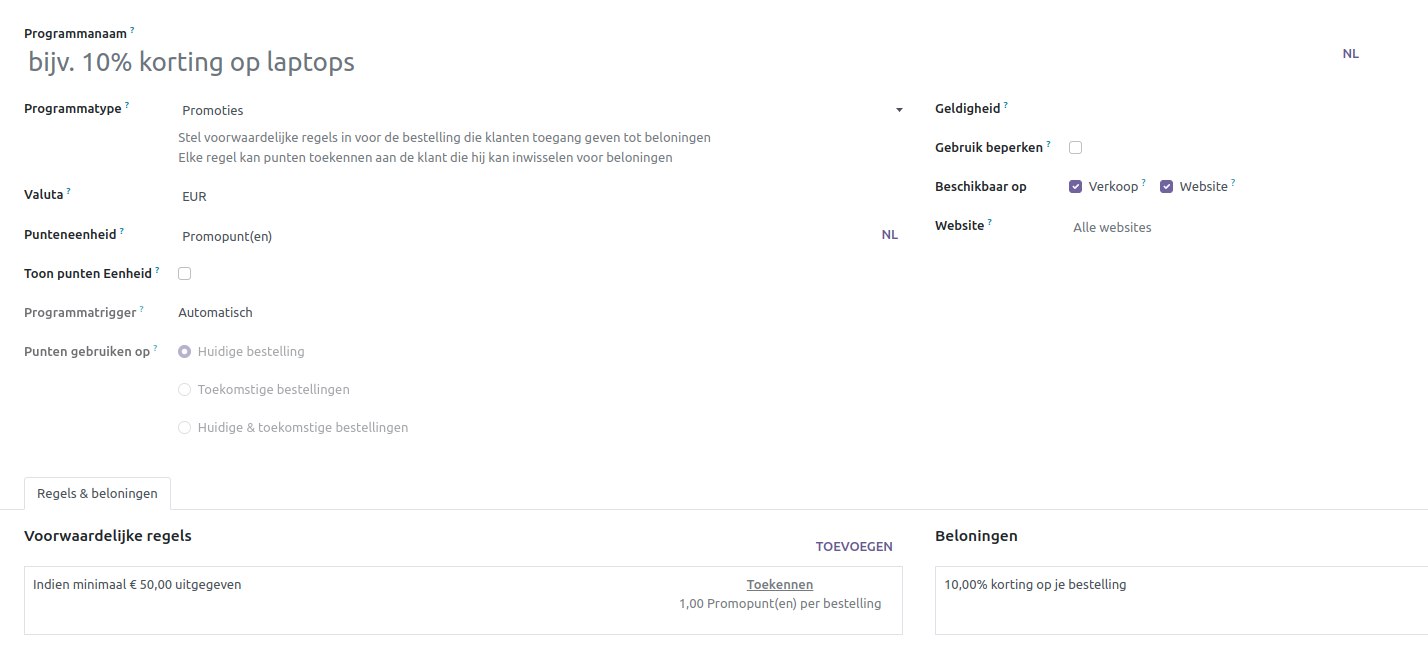 Programmanaam ?
bijv. 10% korting op laptops
NL
Programmatype ?
Promoties
Stel voorwaardelijke regels in voor de bestelling die klanten toegang geven tot beloningen
Elke regel kan punten toekennen aan de klant die hij kan inwisselen voor beloningen
Valuta ?
EUR
Punteneenheid ?
Promopunt(en)
NL
Toon punten Eenheid ?
Programmatrigger ?
Automatisch
Punten gebruiken op ?
Huidige bestelling
Toekomstige bestellingen
Huidige & toekomstige bestellingen
Geldigheid ?
Gebruik beperken ?
Beschikbaar op
Verkoop ?
Website ?
Website ?
Alle websites
Regels & beloningen
Voorwaardelijke regels
TOEVOEGEN
Indien minimaal € 50,00 uitgegeven
Toekennen
1,00 Promopunt(en) per bestelling
Beloningen
10,00% korting op je bestelling